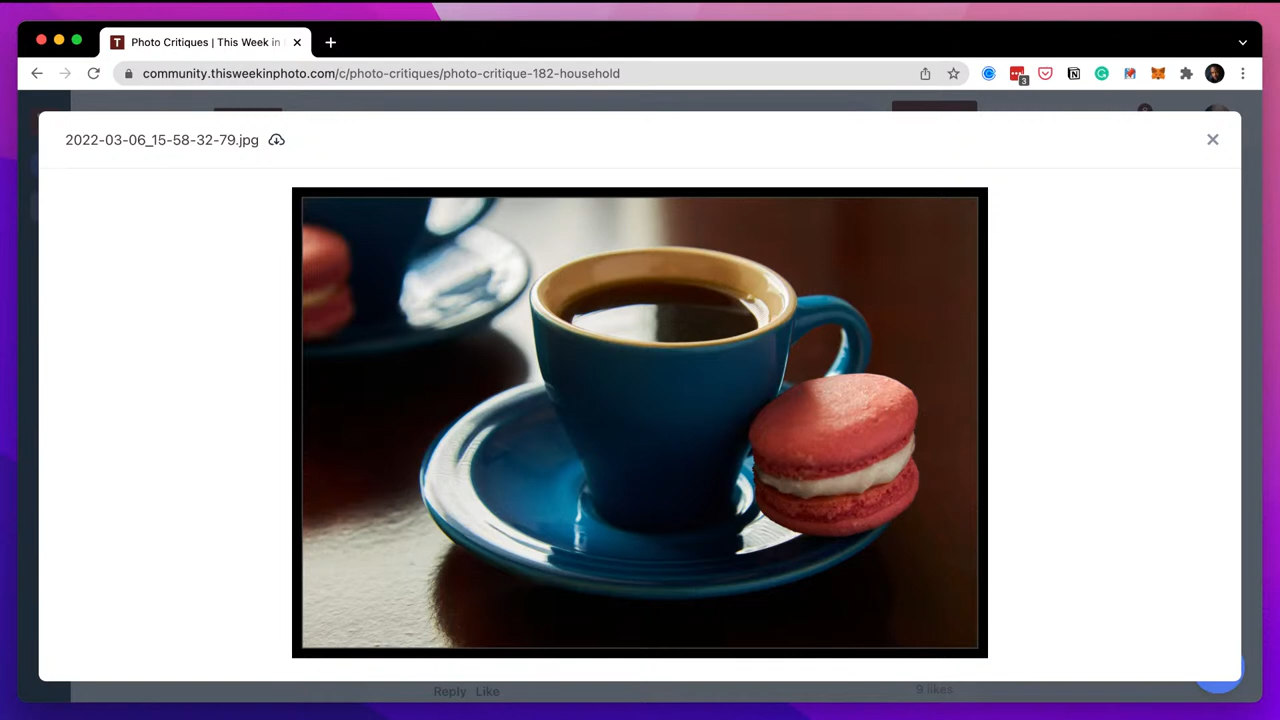 Photo Critiques | This Week in
community.thisweekinphoto.com/c/photo-critiques/photo-critique-182-household
3
2022-03-06_15-58-32-79.jpg
Reply Like
9 likes